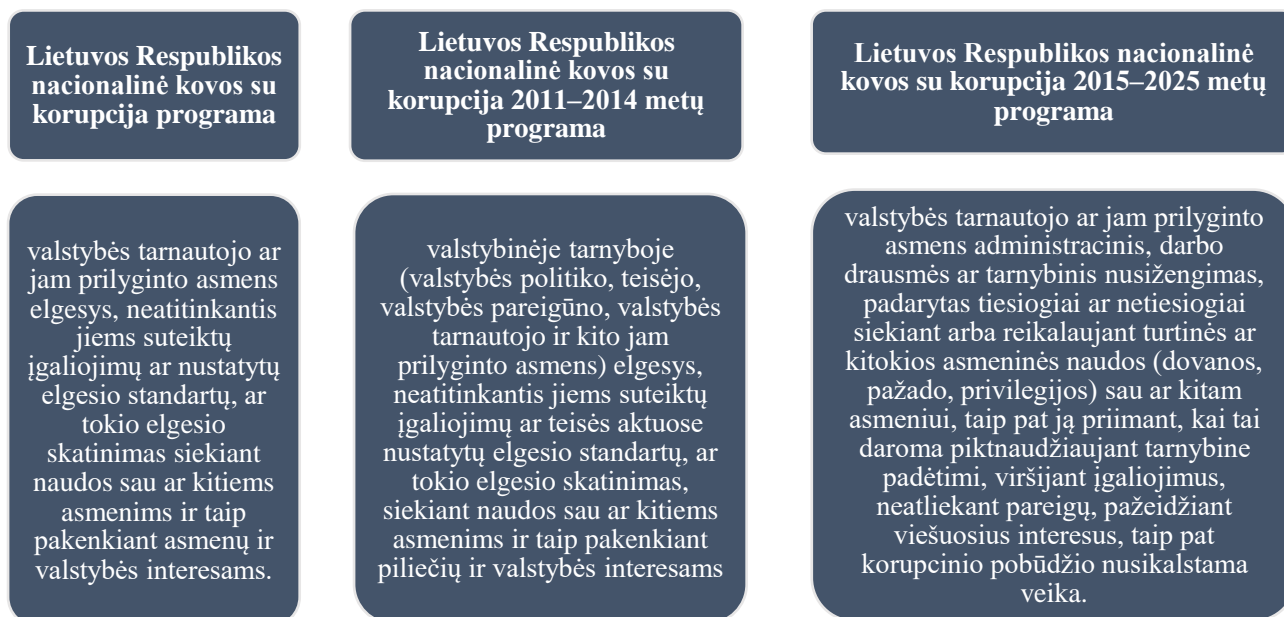 Lietuvos Respublikos
nacionalinė kovos su
korupcija programa
valstybės tarnautojo ar
jam prilyginto asmens
elgesys, neatitinkantis
jiems suteiktų
įgaliojimų ar nustatytų
elgesio standartų, ar
tokio elgesio
skatinimas siekiant
naudos sau ar kitiems
asmenims ir taip
pakenkiant asmenų ir
valstybės interesams.
Lietuvos Respublikos
nacionalinė kovos su
korupcija 2011–2014 metų
programa
valstybinėje tarnyboje
(valstybės politiko, teisėjo,
valstybės pareigūno, valstybės
tarnautojo ir kito jam
prilyginto asmens) elgesys,
neatitinkantis jiems suteiktų
įgaliojimų ar teisės aktuose
nustatytų elgesio standartų, ar
tokio elgesio skatinimas,
siekiant naudos sau ar kitiems
asmenims ir taip pakenkiant
piliečių ir valstybės interesams
Lietuvos Respublikos nacionalinė
kovos su korupcija 2015–2025 metų
programa
valstybės tarnautojo ar jam prilyginto
asmens administracinis, darbo
drausmės ar tarnybinis nusižengimas,
padarytas tiesiogiai ar netiesiogiai
siekiant arba reikalaujant turtinės ar
kitokios asmeninės naudos (dovanos,
pažado, privilegijos) sau ar kitam
asmeniui, taip pat ją priimant, kai tai
daroma piktnaudžiaujant tarnybine
padėtimi, viršijant įgaliojimus,
neatliekant pareigų, pažeidžiant
viešuosius interesus, taip pat
korupcinio pobūdžio nusikalstama
veika.